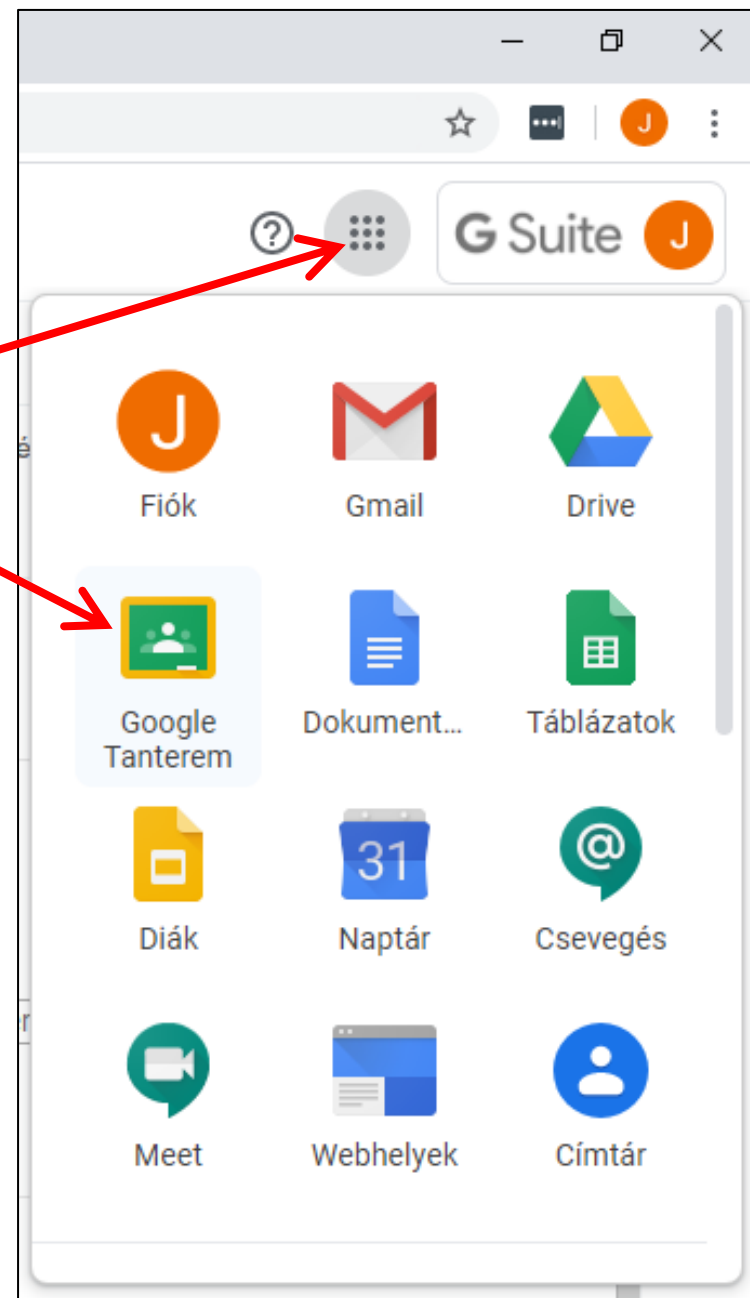 J
G Suite J
é
J
Fiók Gmail Drive
Google Tanterem Dokument... Táblázatok
31 @
Diák Naptár Csevegés
r
Meet Webhelyek Címtár